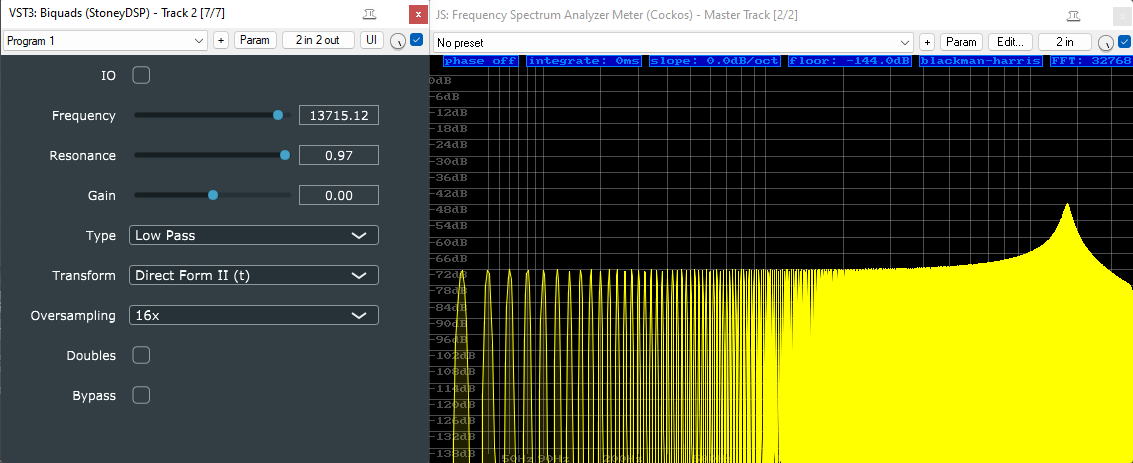 VST3: Biquads (StoneyDSP) - Track 2 [7/7]
x
Program 1
+
Param
2 in 2 out
UI
IO
Frequency
13715.12
Resonance
0.97
Gain
0.00
Type
Low Pass
Transform
Direct Form II (t)
Oversampling
16x
Doubles
Bypass
JS: Frequency Spectrum Analyzer Meter (Cockos) - Master Track [2/2]
x
No preset
+
Param
Edit...
2 in
phase off
integrate: 0ms
slope: 0.0dB/oct
floor: -144.0dB
blackman-harris
FFT: 32768
0dB
-6dB
-12dB
-18dB
-24dB
-30dB
-36dB
-42dB
-48dB
-54dB
-60dB
-66dB
-72dB
-78dB
-84dB
-90dB
-96dB
-102dB
-108dB
-114dB
-120dB
-126dB
-132dB
-138dB
50Hz
90Hz
200Hz